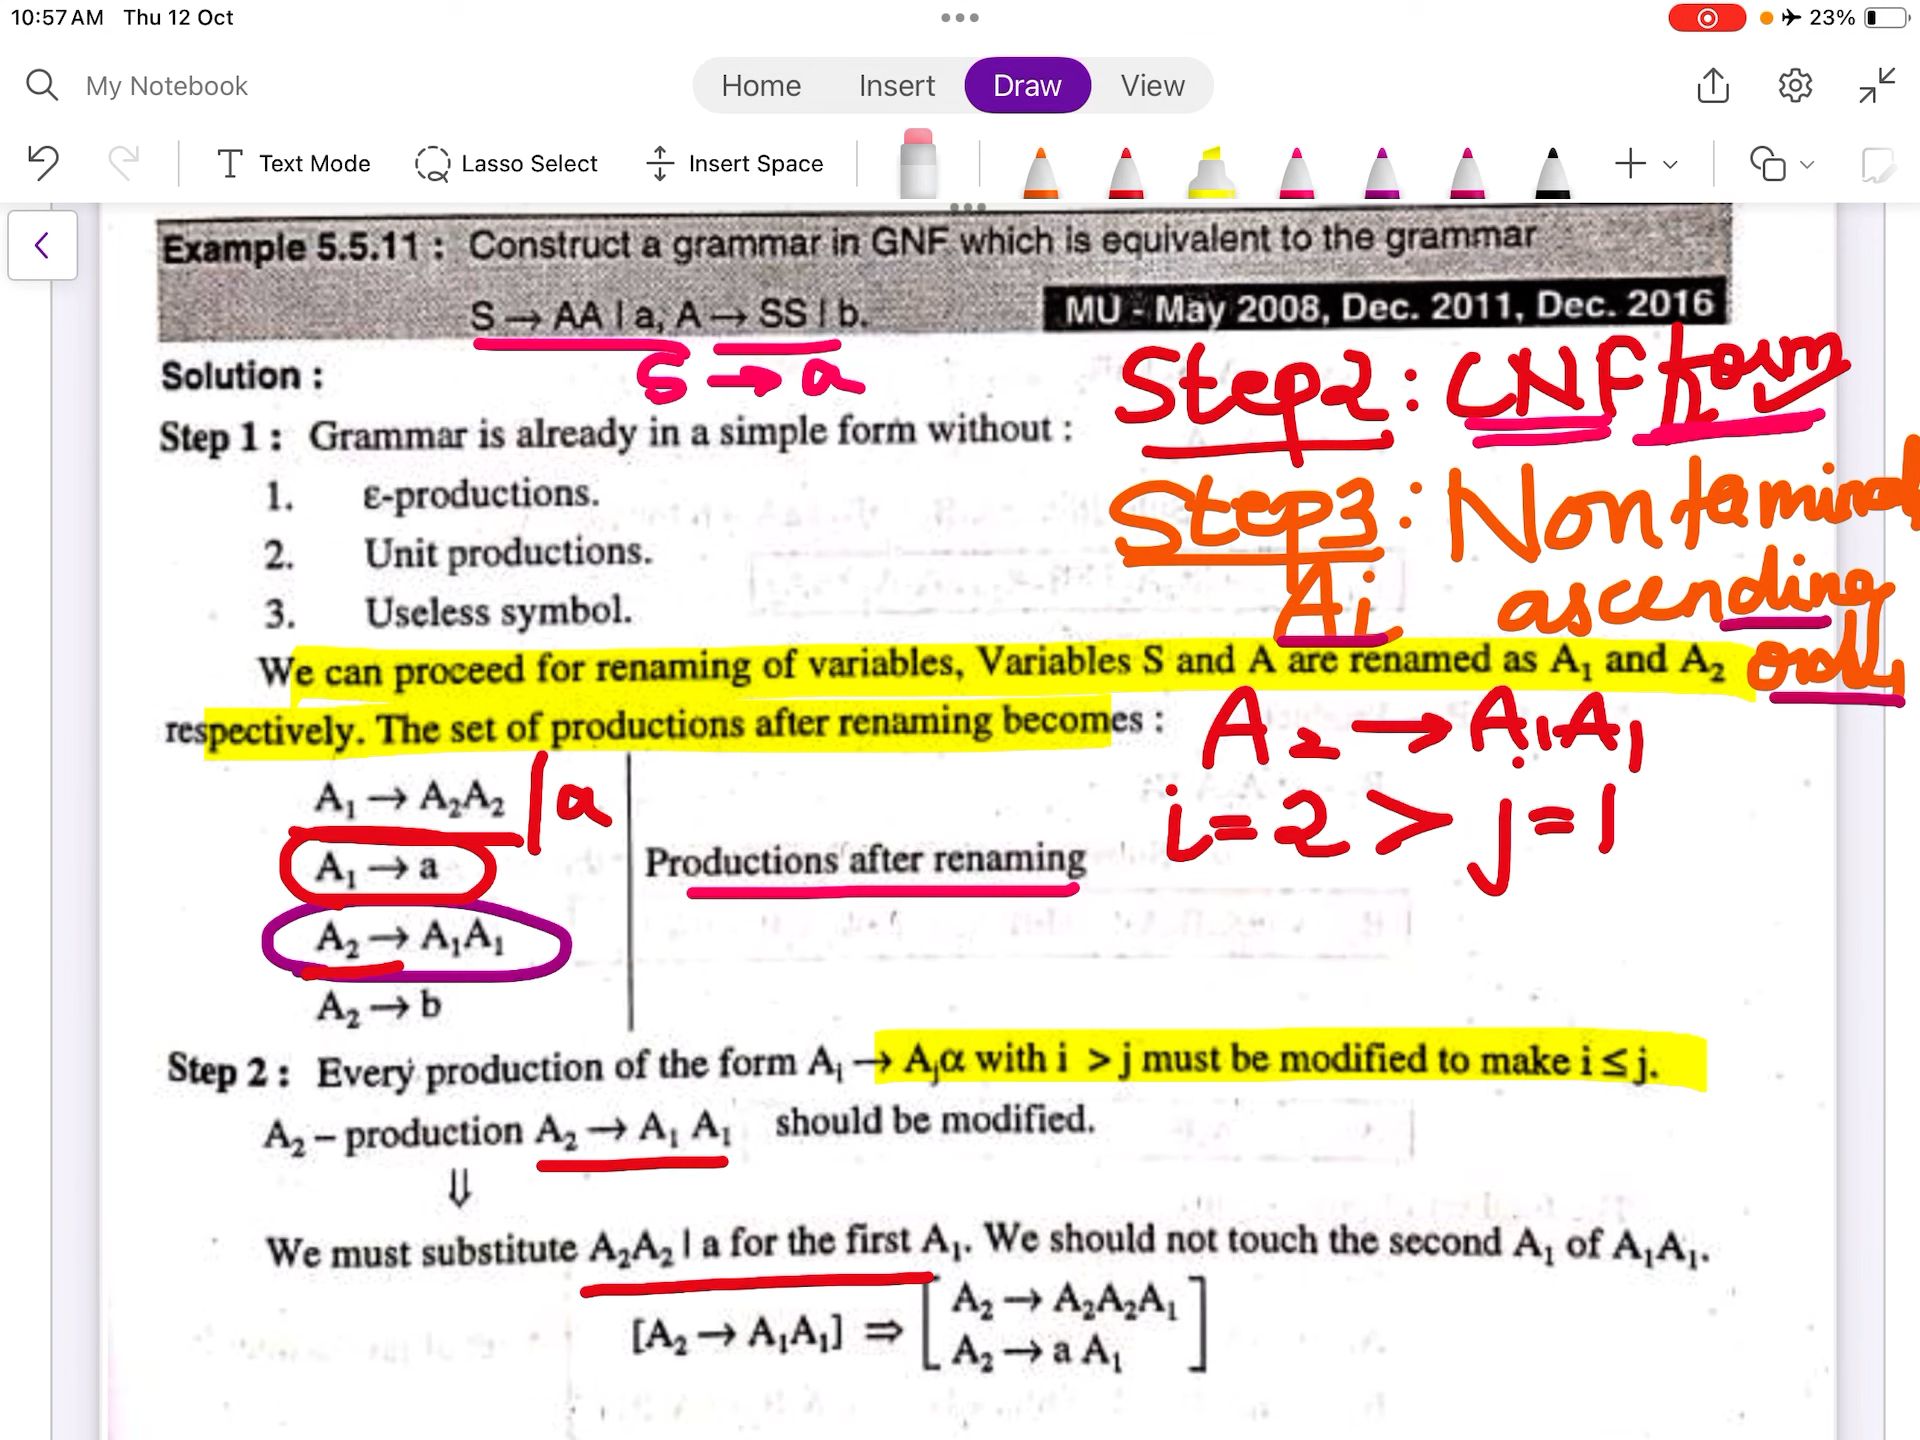 10:57 AM Thu 12 Oct
23%
My Notebook
Home Insert Draw View
Text Mode Lasso Select Insert Space
Example 5.5.11 : Construct a grammar in GNF which is equivalent to the grammar
S → AA | a, A → SS | b.
MU - May 2008, Dec. 2011, Dec. 2016
Solution :
S → a
Step2 : CNF form
Step 1 : Grammar is already in a simple form without :
1. ε-productions.
2. Unit productions.
3. Useless symbol.
Step3 : Non
Ai ascending
We can proceed for renaming of variables, Variables S and A are renamed as A₁ and A₂
respectively. The set of productions after renaming becomes :
A₂ → A₁A₁
i=2 > j=1
A₁ → A₂A₂ | a
A₁ → a
Productions after renaming
A₂ → A₁A₁
A₂ → b
Step 2 : Every production of the form Aᵢ → Aⱼα with i > j must be modified to make i ≤ j.
A₂ – production A₂ → A₁ A₁ should be modified.
⇓
We must substitute A₂A₂ | a for the first A₁. We should not touch the second A₁ of A₁A₁.
[A₂ → A₁A₁] ⇒ [A₂ → A₂A₂A₁
A₂ → a A₁]